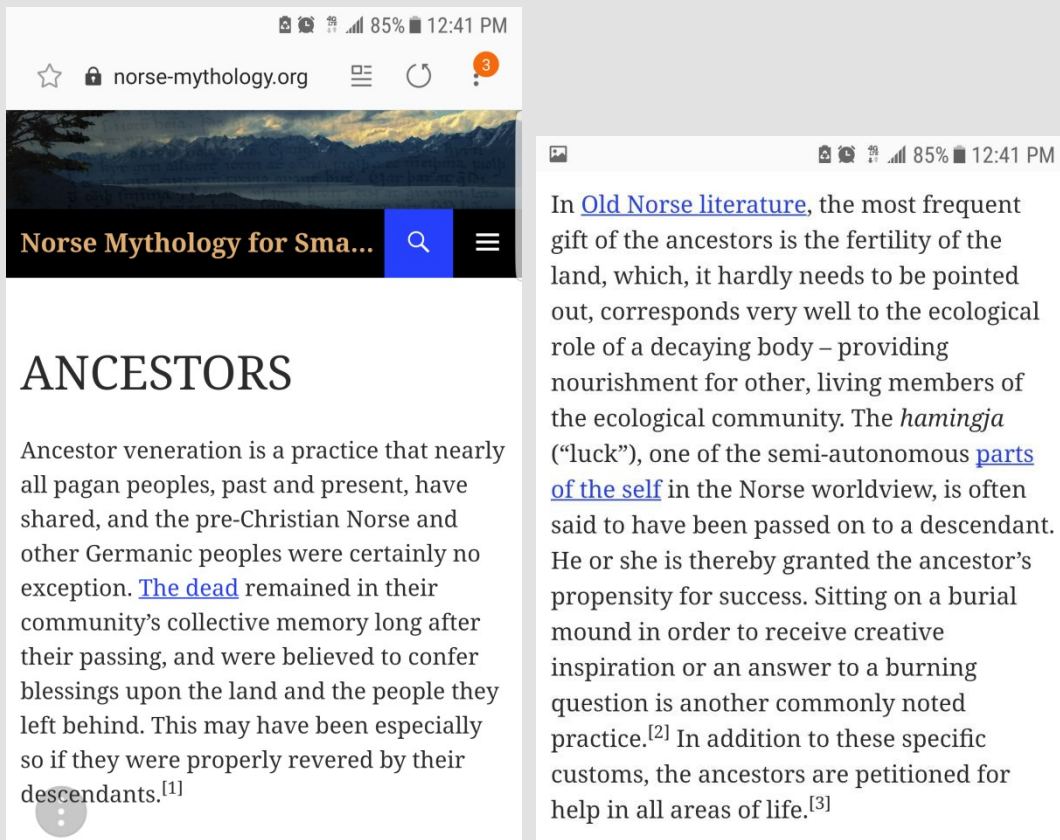 85% 12:41 PM
norse-mythology.org
3
Norse Mythology for Sma...
ANCESTORS
Ancestor veneration is a practice that nearly
all pagan peoples, past and present, have
shared, and the pre-Christian Norse and
other Germanic peoples were certainly no
exception. The dead remained in their
community’s collective memory long after
their passing, and were believed to confer
blessings upon the land and the people they
left behind. This may have been especially
so if they were properly revered by their
descendants.[1]
85% 12:41 PM
In Old Norse literature, the most frequent
gift of the ancestors is the fertility of the
land, which, it hardly needs to be pointed
out, corresponds very well to the ecological
role of a decaying body – providing
nourishment for other, living members of
the ecological community. The hamingja
(“luck”), one of the semi-autonomous parts
of the self in the Norse worldview, is often
said to have been passed on to a descendant.
He or she is thereby granted the ancestor’s
propensity for success. Sitting on a burial
mound in order to receive creative
inspiration or an answer to a burning
question is another commonly noted
practice.[2] In addition to these specific
customs, the ancestors are petitioned for
help in all areas of life.[3]